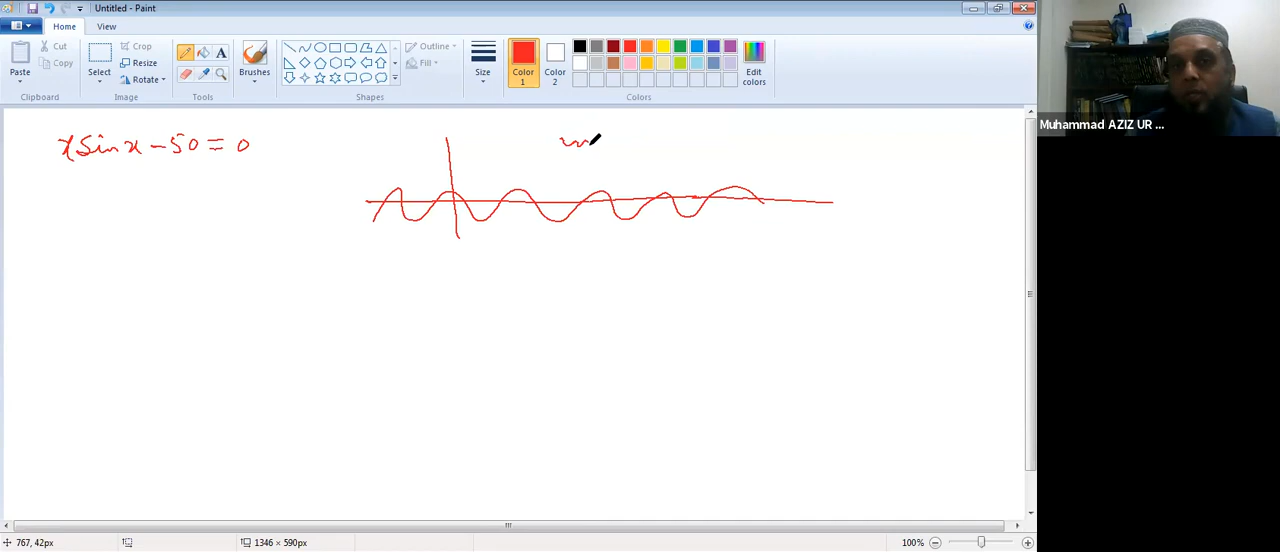 Untitled - Paint
Home View
Paste
Cut
Copy
Clipboard
Select
Crop
Resize
Rotate
Image
A
Tools
Brushes
Outline
Fill
Shapes
Size
Color 1
Color 2
Edit colors
Colors
Muhammad AZIZ UR ...
x Sin x - 50 = 0
767, 42px
1346 × 590px
100%